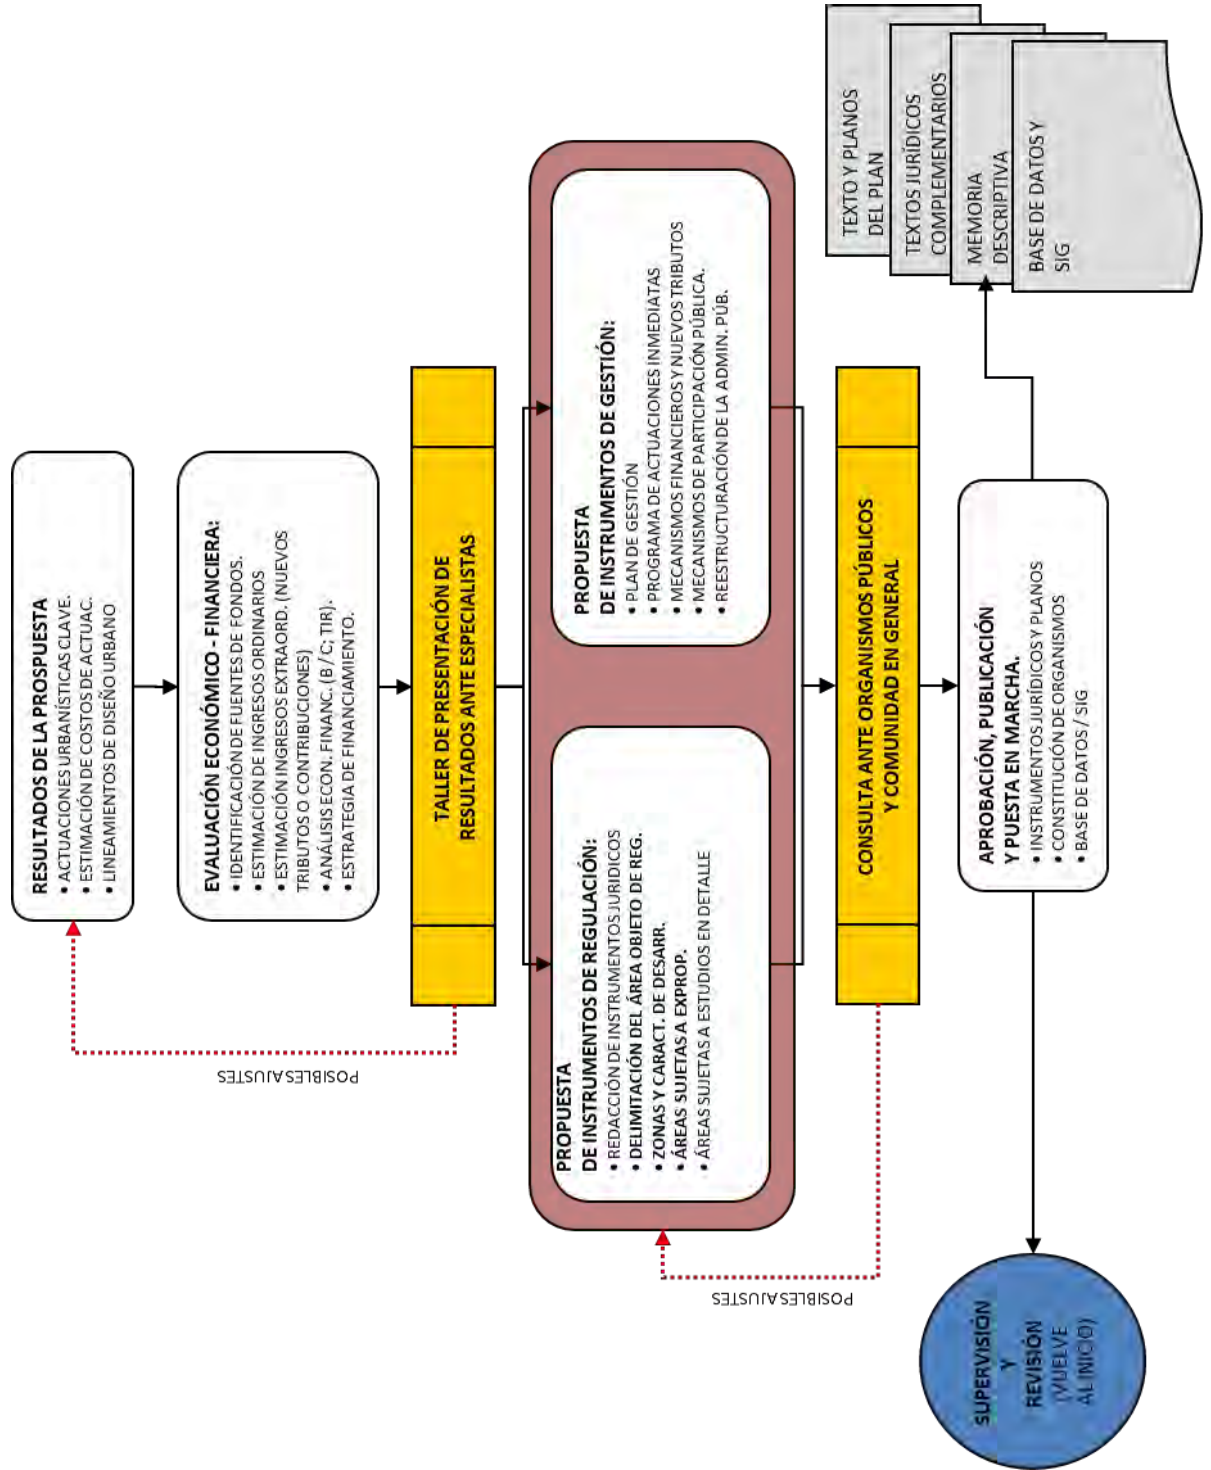 RESULTADOS DE LA PROSPUESTA
• ACTUACIONES URBANÍSTICAS CLAVE.
• ESTIMACIÓN DE COSTOS DE ACTUAC.
• LINEAMIENTOS DE DISEÑO URBANO
EVALUACIÓN ECONÓMICO - FINANCIERA:
• IDENTIFICACIÓN DE FUENTES DE FONDOS.
• ESTIMACIÓN DE INGRESOS ORDINARIOS
• ESTIMACIÓN INGRESOS EXTRAORD. (NUEVOS
TRIBUTOS O CONTRIBUCIONES)
• ANÁLISIS ECON. FINANC. (B / C; TIR).
• ESTRATEGIA DE FINANCIAMIENTO.
POSIBLES AJUSTES
TALLER DE PRESENTACIÓN DE
RESULTADOS ANTE ESPECIALISTAS
PROPUESTA
DE INSTRUMENTOS DE REGULACIÓN:
• REDACCIÓN DE INSTRUMENTOS JURÍDICOS
• DELIMITACIÓN DEL ÁREA OBJETO DE REG.
• ZONAS Y CARACT. DE DESARR.
• ÁREAS SUJETAS A EXPROP.
• ÁREAS SUJETAS A ESTUDIOS EN DETALLE
PROPUESTA
DE INSTRUMENTOS DE GESTIÓN:
• PLAN DE GESTIÓN
• PROGRAMA DE ACTUACIONES INMEDIATAS
• MECANISMOS FINANCIEROS Y NUEVOS TRIBUTOS
• MECANISMOS DE PARTICIPACIÓN PÚBLICA.
• REESTRUCTURACIÓN DE LA ADMIN. PÚB.
POSIBLES AJUSTES
CONSULTA ANTE ORGANISMOS PÚBLICOS
Y COMUNIDAD EN GENERAL
APROBACIÓN, PUBLICACIÓN
Y PUESTA EN MARCHA.
• INSTRUMENTOS JURÍDICOS Y PLANOS
• CONSTITUCIÓN DE ORGANISMOS
• BASE DE DATOS / SIG
SUPERVISIÓN
Y
REVISIÓN
(VUELVE
AL INICIO)
TEXTO Y PLANOS
DEL PLAN
TEXTOS JURÍDICOS
COMPLEMENTARIOS
MEMORIA
DESCRIPTIVA
BASE DE DATOS Y
SIG